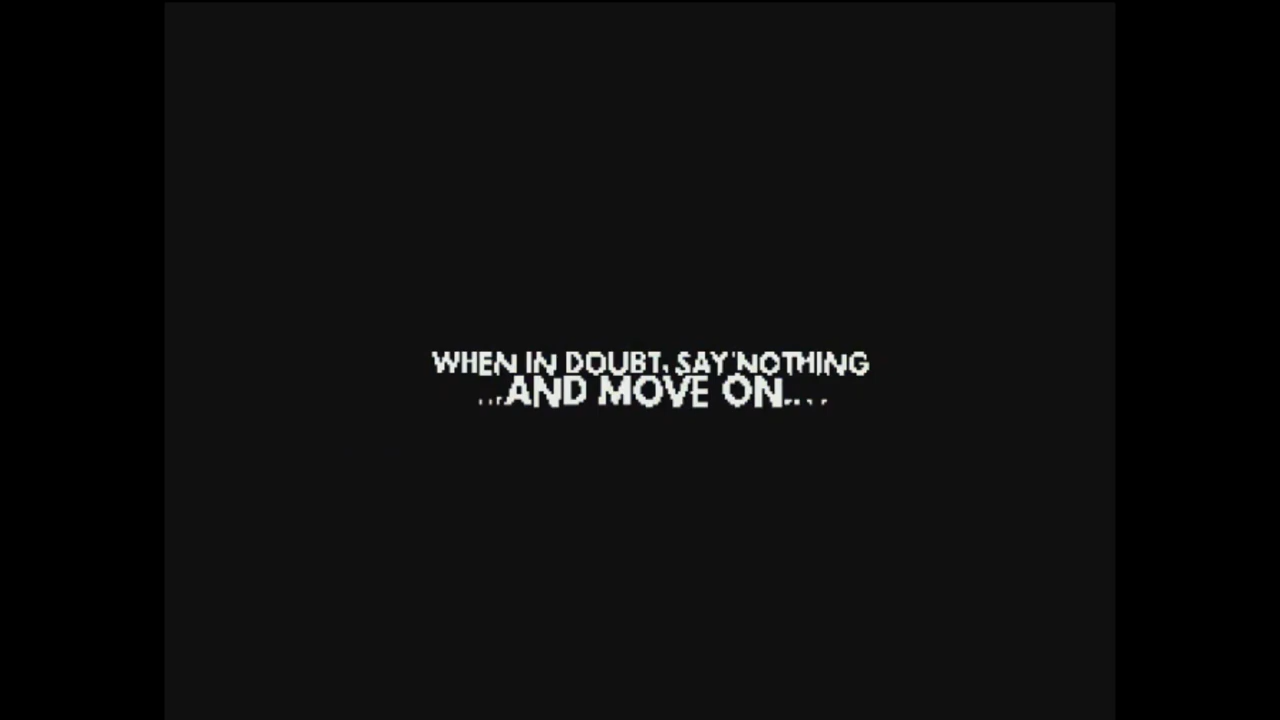 WHEN IN DOUBT, SAY NOTHING
...AND MOVE ON....